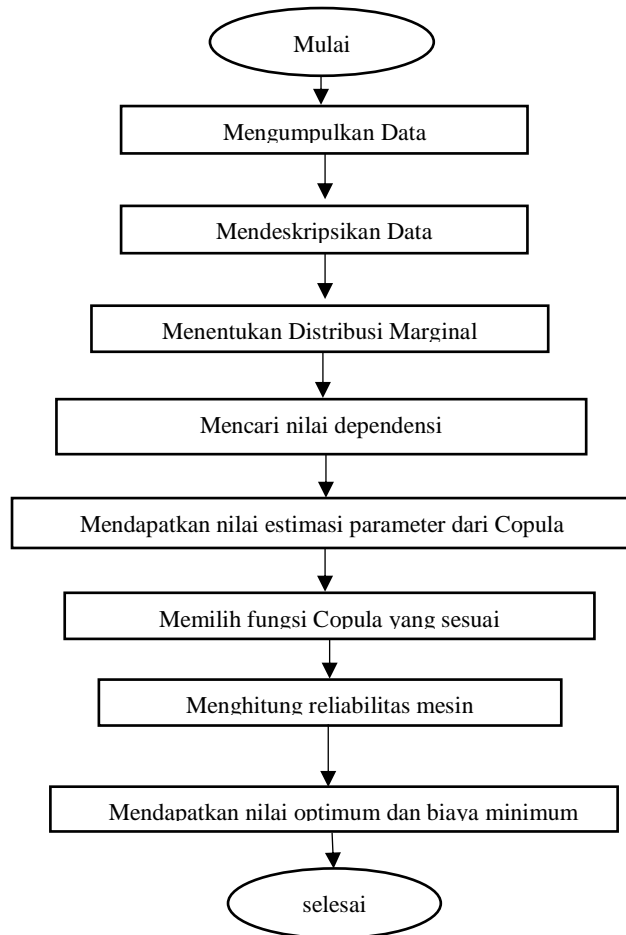 Mulai
Mengumpulkan Data
Mendeskripsikan Data
Menentukan Distribusi Marginal
Mencari nilai dependensi
Mendapatkan nilai estimasi parameter dari Copula
Memilih fungsi Copula yang sesuai
Menghitung reliabilitas mesin
Mendapatkan nilai optimum dan biaya minimum
selesai